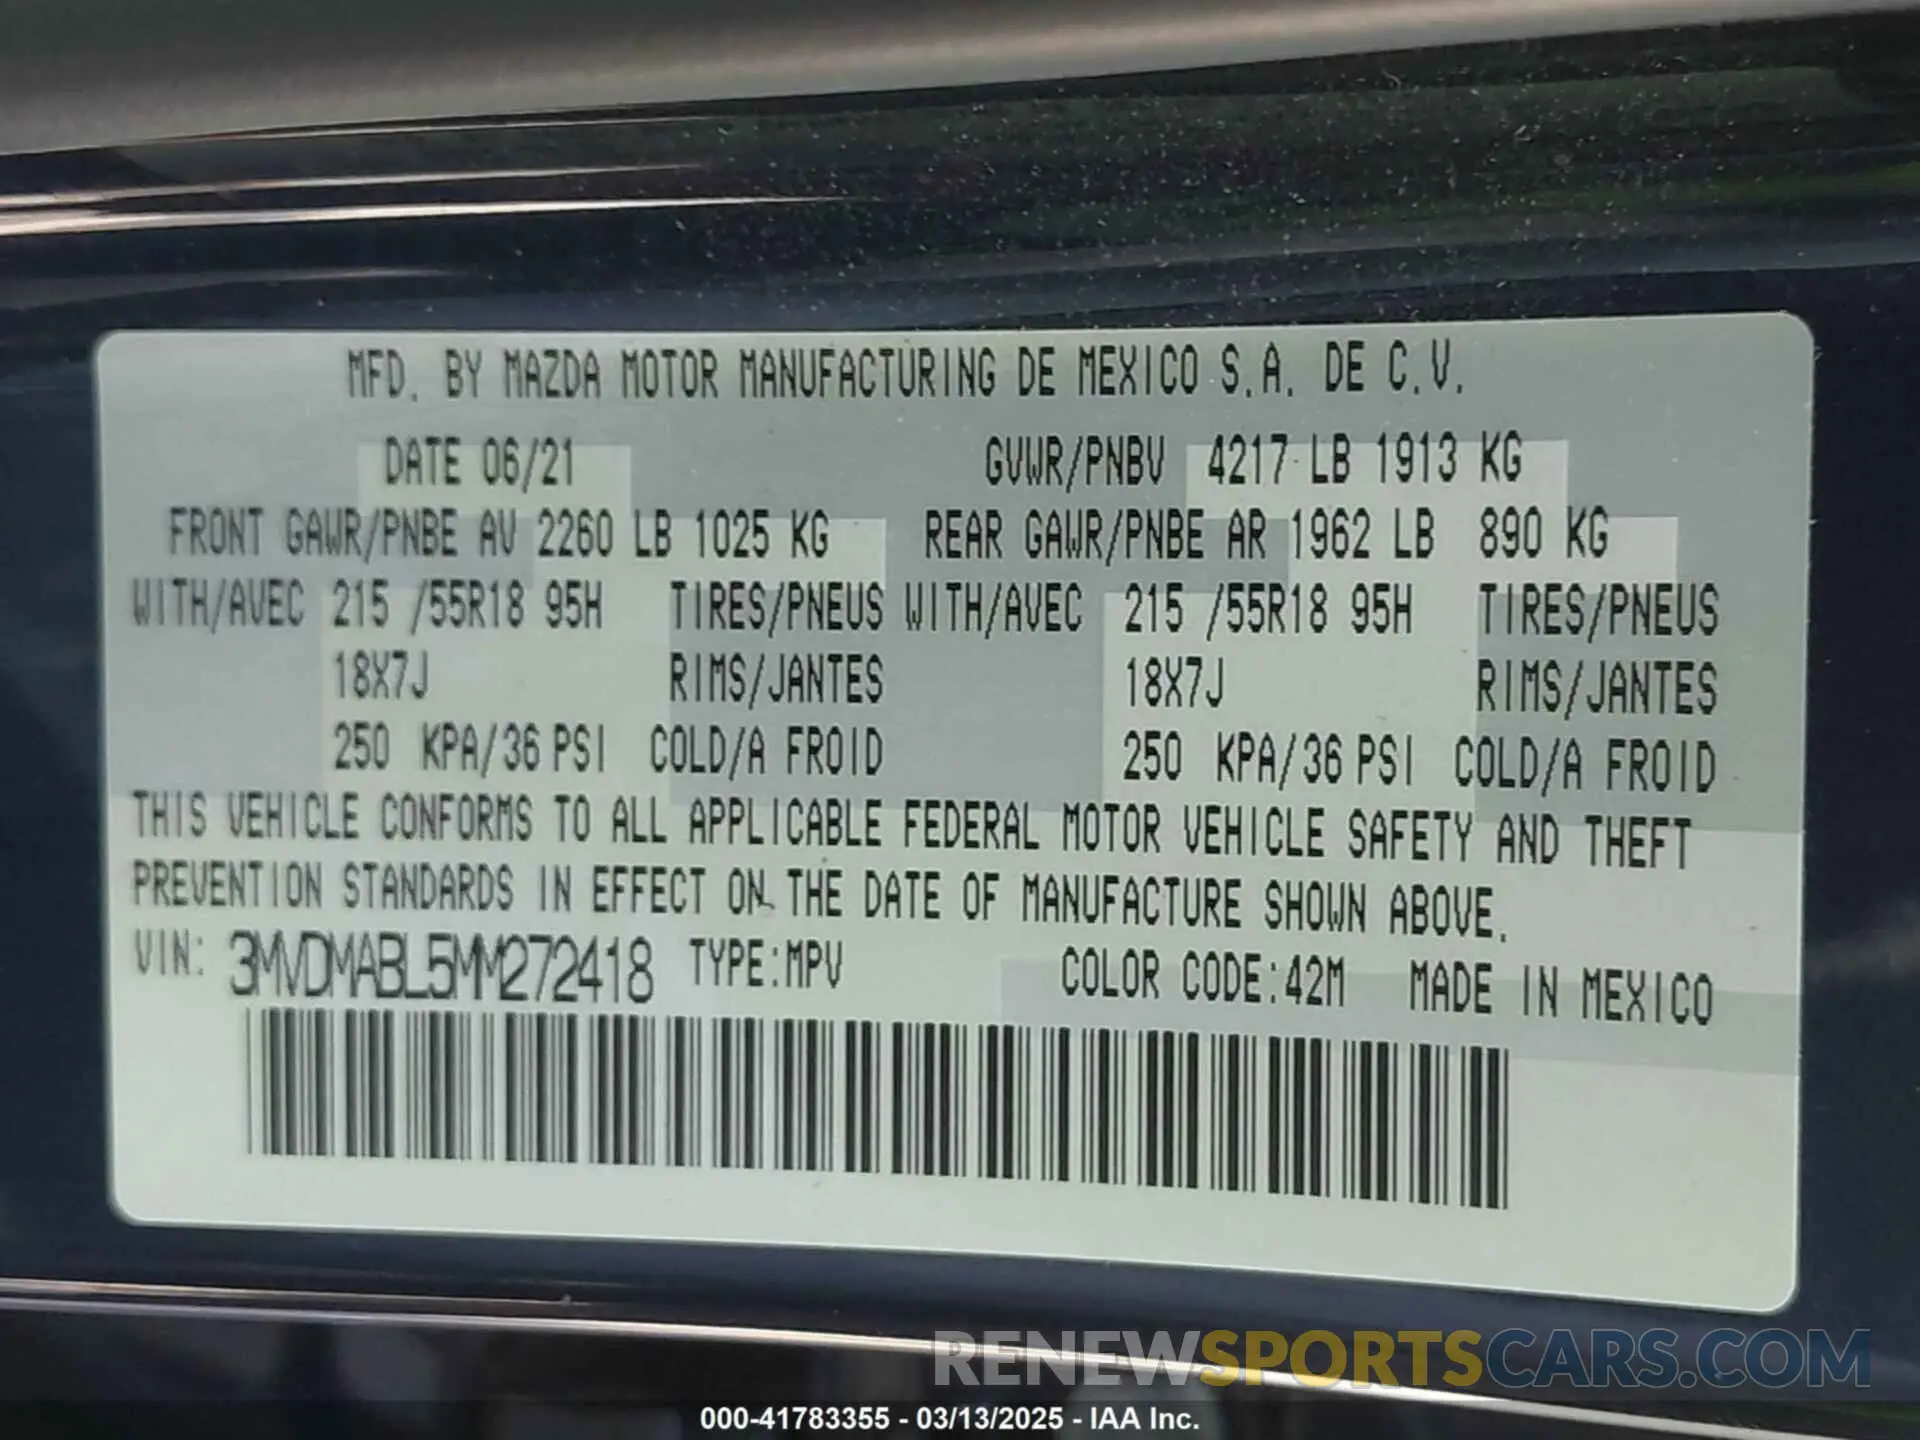 MFD. BY MAZDA MOTOR MANUFACTURING DE MEXICO S.A. DE C.V.
DATE 06/21 GVWR/PNBV 4217 LB 1913 KG
FRONT GAWR/PNBE AV 2260 LB 1025 KG REAR GAWR/PNBE AR 1962 LB 890 KG
WITH/AVEC 215 /55R18 95H TIRES/PNEUS WITH/AVEC 215 /55R18 95H TIRES/PNEUS
18X7J RIMS/JANTES 18X7J RIMS/JANTES
250 KPA/36 PSI COLD/A FROID 250 KPA/36 PSI COLD/A FROID
THIS VEHICLE CONFORMS TO ALL APPLICABLE FEDERAL MOTOR VEHICLE SAFETY AND THEFT
PREVENTION STANDARDS IN EFFECT ON THE DATE OF MANUFACTURE SHOWN ABOVE.
VIN: 3MVDMABL5MM272418 TYPE:MPV COLOR CODE:42M MADE IN MEXICO
RENEWSPORTSCARS.COM
000-41783355 - 03/13/2025 - IAA Inc.